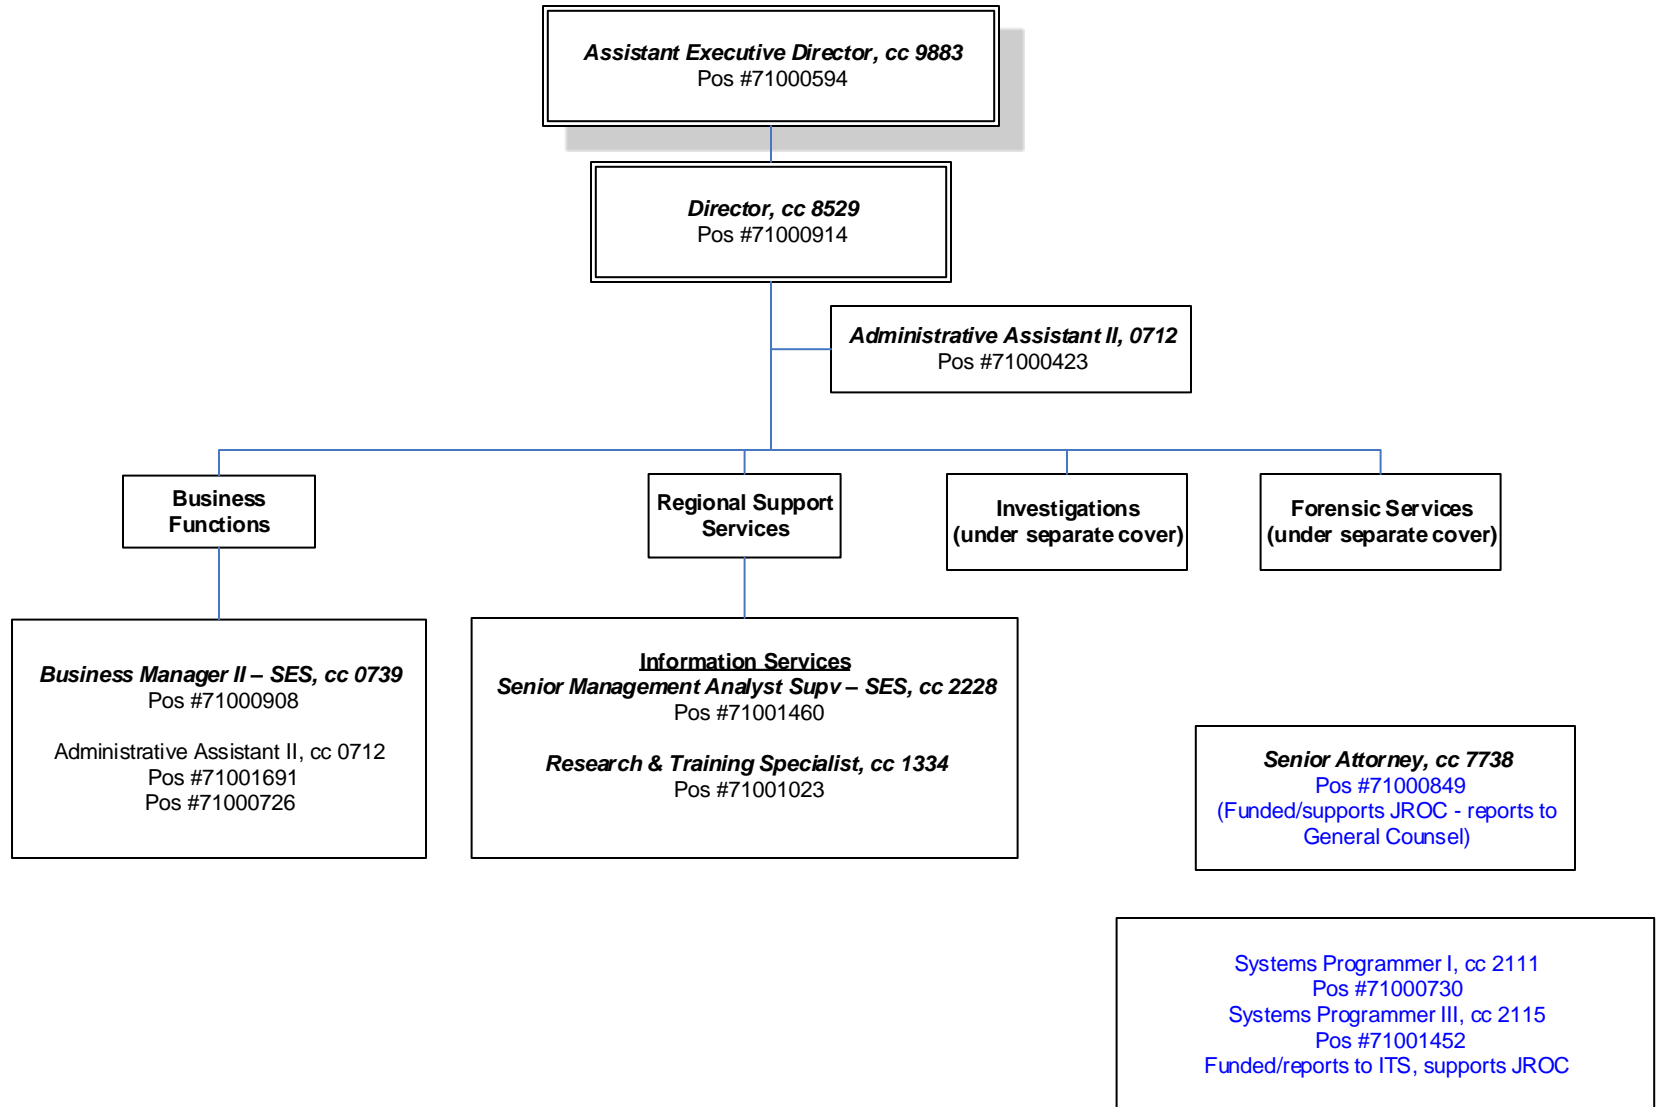 Assistant Executive Director, cc 9883
Pos #71000594
Director, cc 8529
Pos #71000914
Administrative Assistant II, 0712
Pos #71000423
Business
Functions
Regional Support
Services
Investigations
(under separate cover)
Forensic Services
(under separate cover)
Business Manager II – SES, cc 0739
Pos #71000908
Administrative Assistant II, cc 0712
Pos #71001691
Pos #71000726
Information Services
Senior Management Analyst Supv – SES, cc 2228
Pos #71001460
Research & Training Specialist, cc 1334
Pos #71001023
Senior Attorney, cc 7738
Pos #71000849
(Funded/supports JROC - reports to
General Counsel)
Systems Programmer I, cc 2111
Pos #71000730
Systems Programmer III, cc 2115
Pos #71001452
Funded/reports to ITS, supports JROC